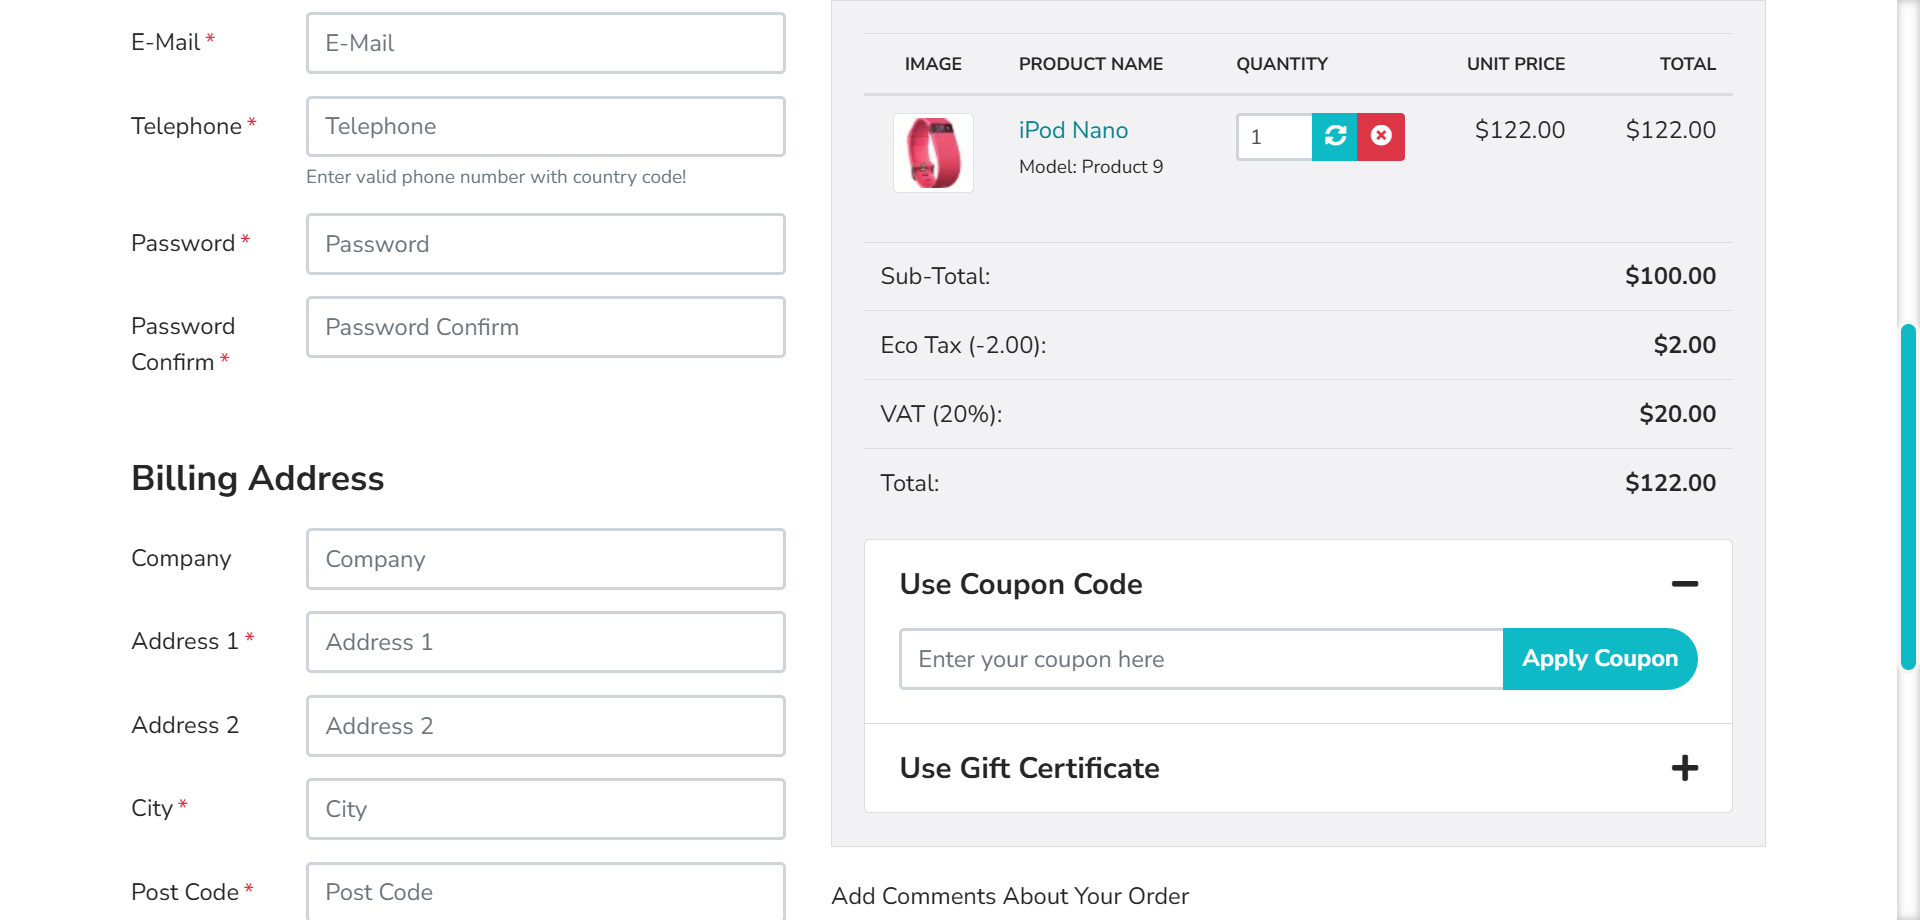 E-Mail *
E-Mail
Telephone *
Telephone
Enter valid phone number with country code!
Password *
Password
Password
Confirm *
Password Confirm
Billing Address
Company
Company
Address 1 *
Address 1
Address 2
Address 2
City *
City
Post Code *
Post Code
IMAGE PRODUCT NAME QUANTITY UNIT PRICE TOTAL
iPod Nano 1 $122.00 $122.00
Model: Product 9
Sub-Total: $100.00
Eco Tax (-2.00): $2.00
VAT (20%): $20.00
Total: $122.00
Use Coupon Code
Enter your coupon here Apply Coupon
Use Gift Certificate
Add Comments About Your Order